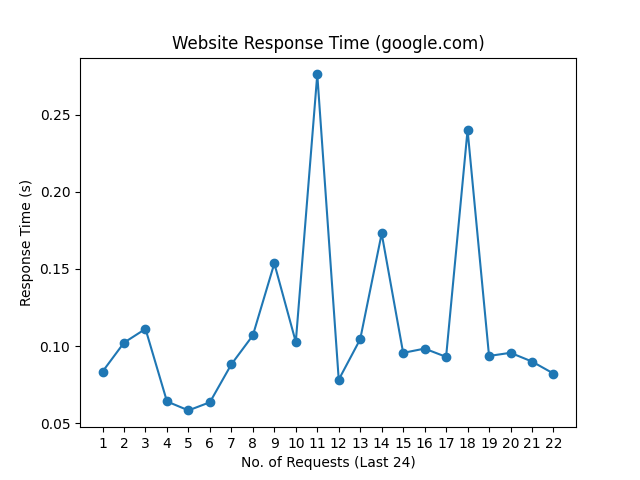 Website Response Time (google.com)
Response Time (s)
0.25
0.20
0.15
0.10
0.05
1 2 3 4 5 6 7 8 9 10 11 12 13 14 15 16 17 18 19 20 21 22
No. of Requests (Last 24)